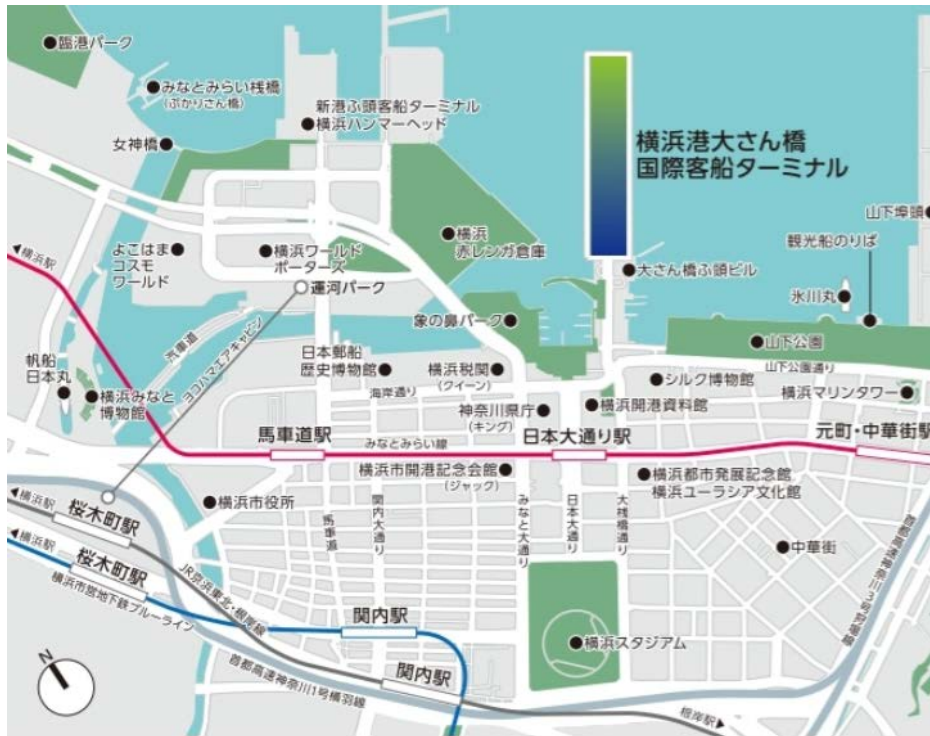 臨港パーク
みなとみらい桟橋
(ぷかりさん橋)
新港ふ頭客船ターミナル
横浜ハンマーヘッド
女神橋
横浜港大さん橋
国際客船ターミナル
山下埠頭
観光船のりば
◀横浜駅
よこはま
コスモ
ワールド
横浜ワールド
ポーターズ
横浜
赤レンガ倉庫
運河パーク
大さん橋ふ頭ビル
氷川丸
汽車道
ヨコハマエアキャビン
象の鼻パーク
山下公園
山下公園通り
帆船
日本丸
横浜みなと
博物館
日本郵船
歴史博物館
海岸通り
横浜税関
(クイーン)
シルク博物館
横浜マリンタワー
神奈川県庁
(キング)
横浜開港資料館
馬車道駅
みなとみらい線
日本大通り駅
元町・中華街駅
横浜市開港記念会館
(ジャック)
横浜都市発展記念館
横浜ユーラシア文化館
◀横浜駅
桜木町駅
横浜市役所
馬車道
関内大通り
みなと大通り
日本大通り
大桟橋通り
中華街
首都高速神奈川3号狩場線
◀横浜駅
桜木町駅
横浜市営地下鉄ブルーライン
JR京浜東北・根岸線
関内駅
横浜スタジアム
関内駅
首都高速神奈川1号横羽線
根岸駅▶
N